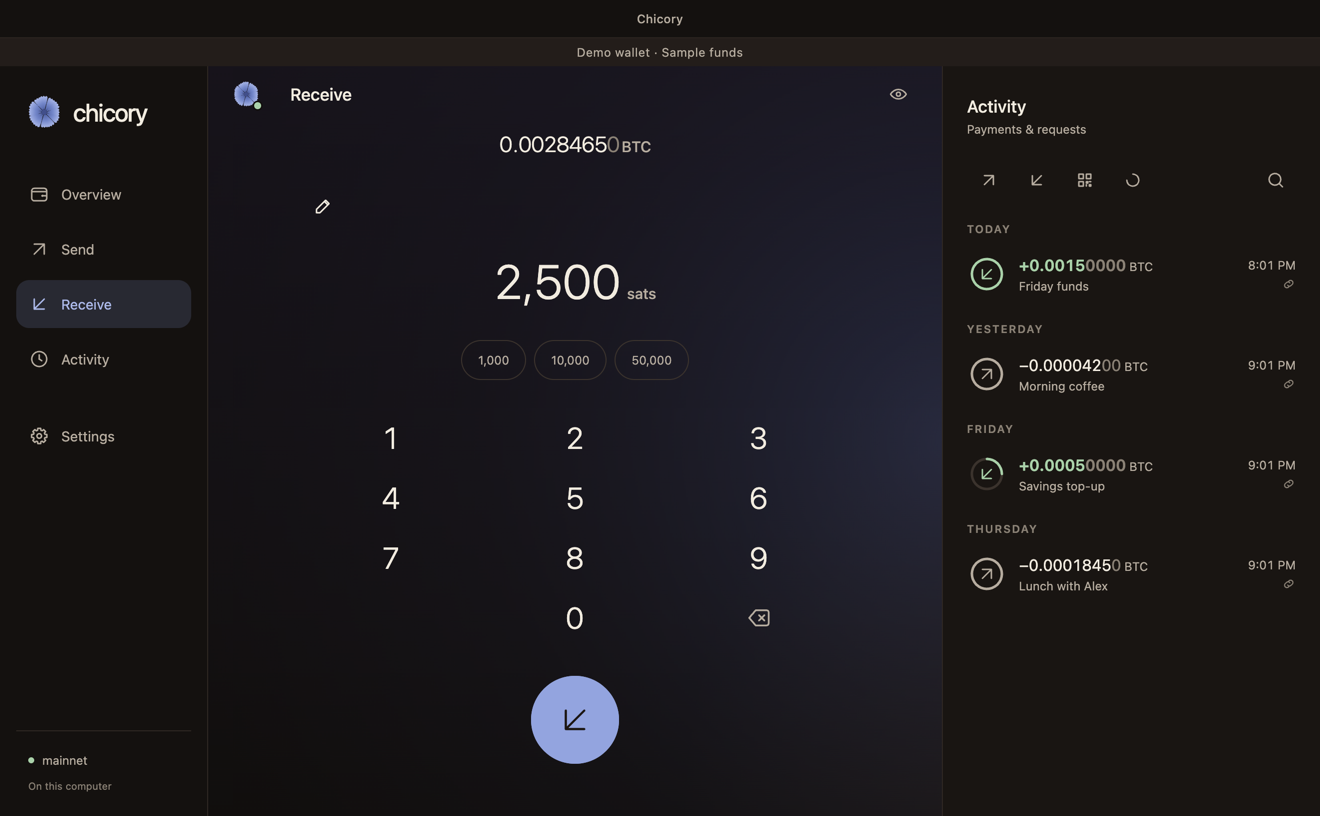 Chicory
Demo wallet · Sample funds
chicory
Overview
Send
Receive
Activity
Settings
mainnet
On this computer
Receive
0.00284650 BTC
2,500 sats
1,000
10,000
50,000
1 2 3
4 5 6
7 8 9
0
Activity
Payments & requests
TODAY
+0.00150000 BTC 8:01 PM
Friday funds
YESTERDAY
−0.00004200 BTC 9:01 PM
Morning coffee
FRIDAY
+0.00050000 BTC 9:01 PM
Savings top-up
THURSDAY
−0.00018450 BTC 9:01 PM
Lunch with Alex